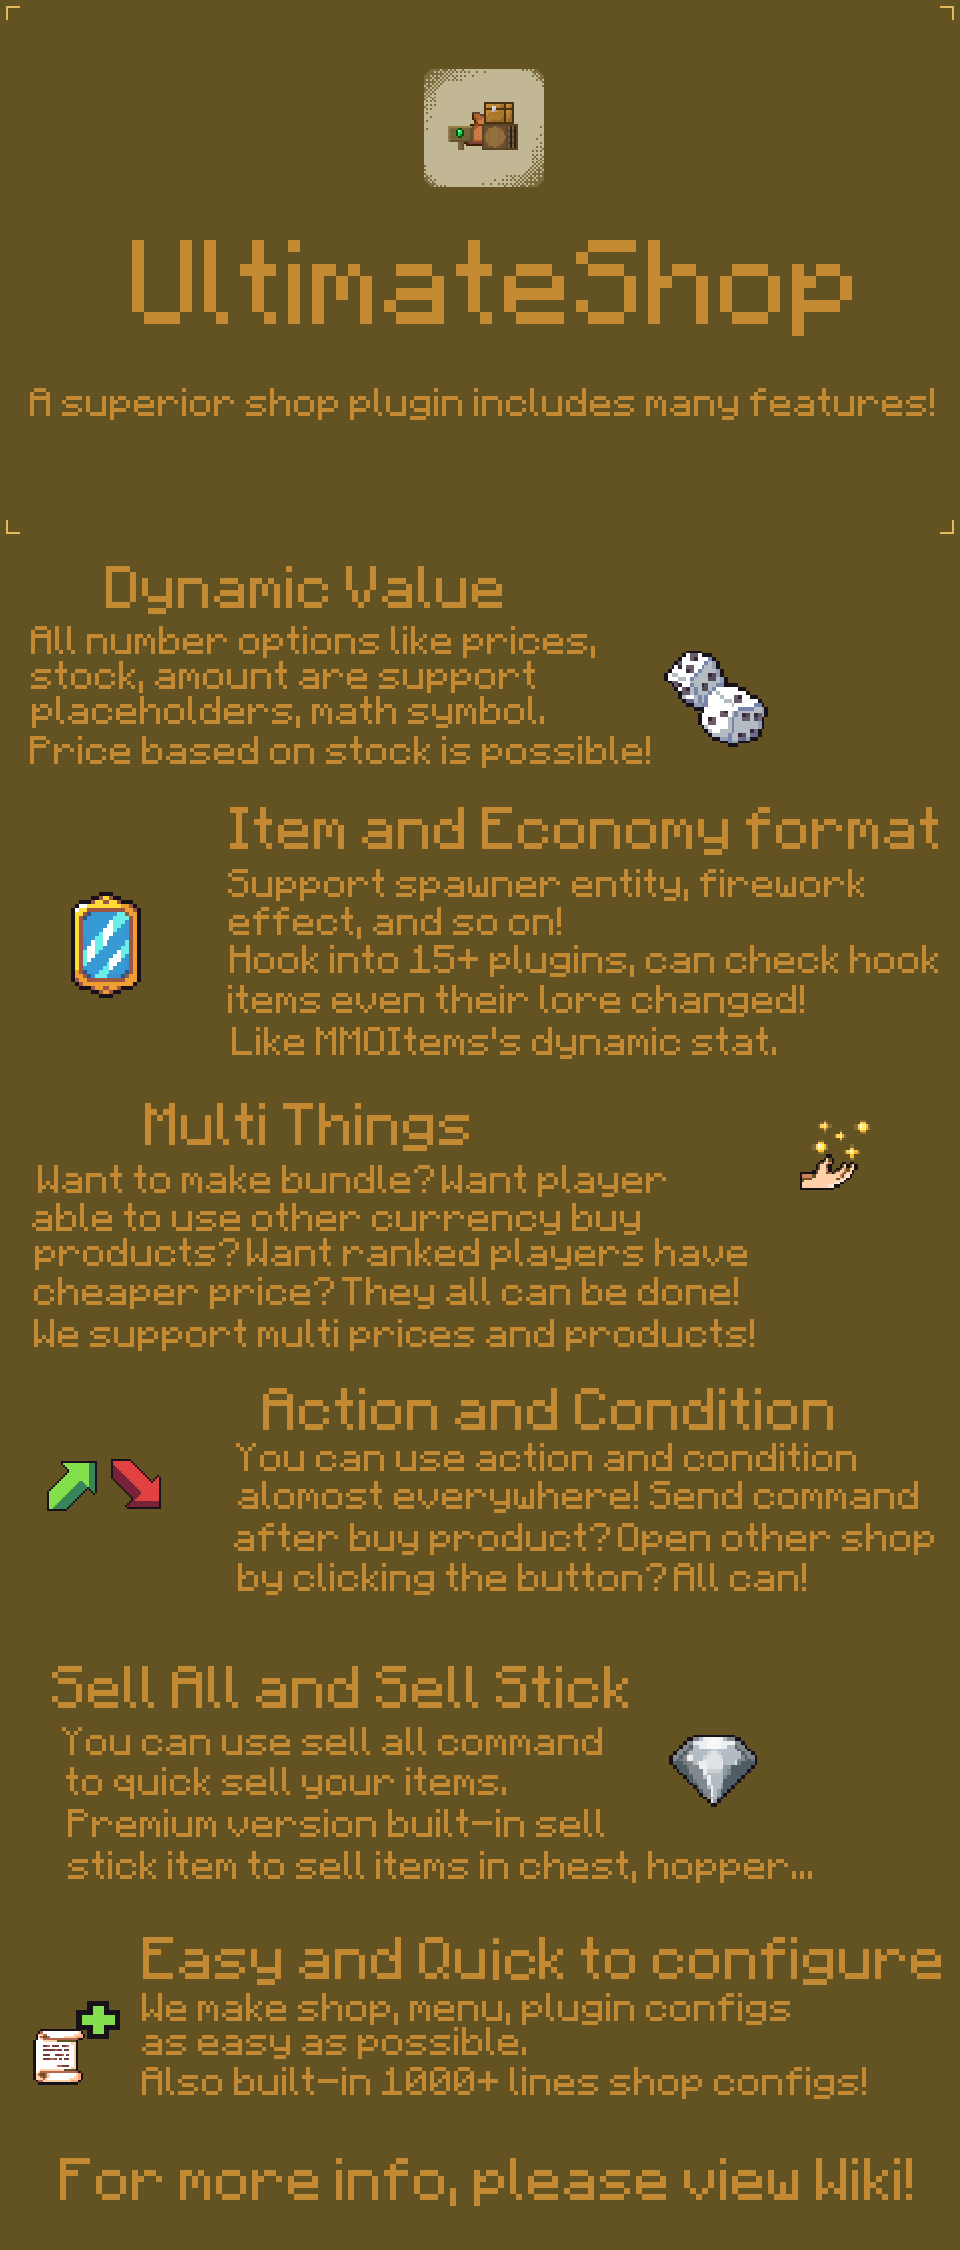 UltimateShop
A superior shop plugin includes many features!
Dynamic Value
All number options like prices,
stock, amount are support
placeholders, math symbol.
Price based on stock is possible!
Item and Economy format
Support spawner entity, firework
effect, and so on!
Hook into 15+ plugins, can check hook
items even their lore changed!
Like MMOItems's dynamic stat.
Multi Things
Want to make bundle? Want player
able to use other currency buy
products? Want ranked players have
cheaper price? They all can be done!
We support multi prices and products!
Action and Condition
You can use action and condition
alomost everywhere! Send command
after buy product? Open other shop
by clicking the button? All can!
Sell All and Sell Stick
You can use sell all command
to quick sell your items.
Premium version built-in sell
stick item to sell items in chest, hopper...
Easy and Quick to configure
We make shop, menu, plugin configs
as easy as possible.
Also built-in 1000+ lines shop configs!
For more info, please view Wiki!